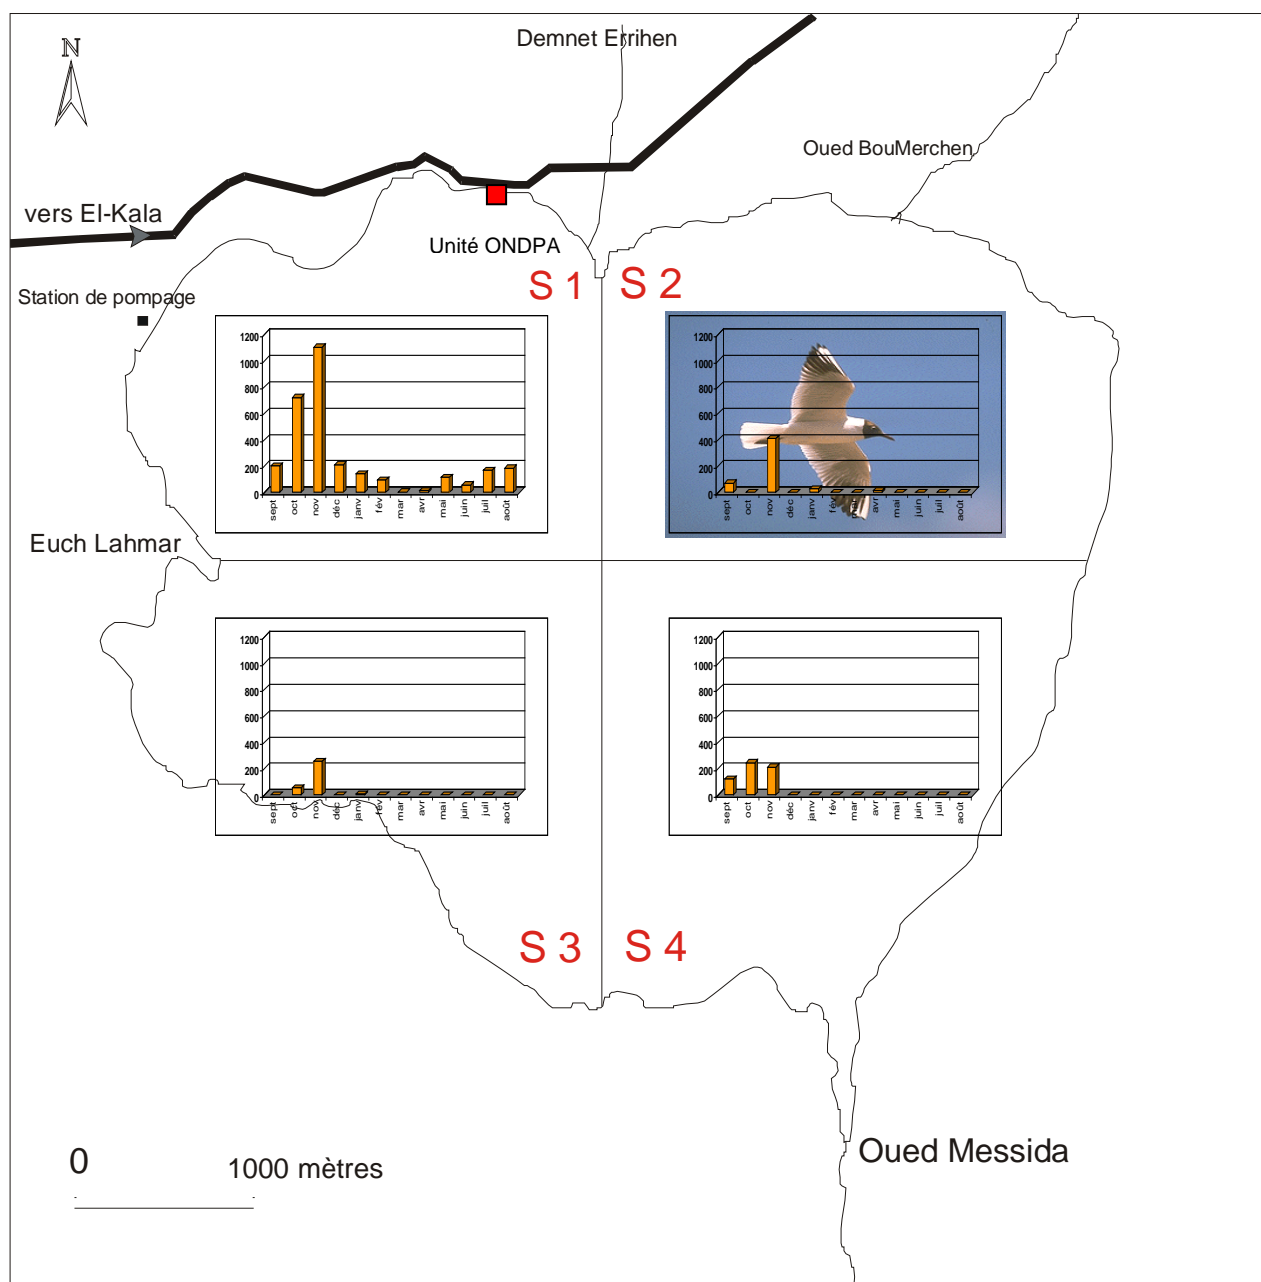 N
Demnet Errihen
Oued BouMerchen
vers El-Kala
Unité ONDPA
S 1
S 2
Station de pompage
1200
1000
800
600
400
200
0
sept
oct
nov
déc
janv
fév
mar
avr
mai
juin
juil
août
1200
1000
800
600
400
200
0
sept
oct
nov
déc
janv
fév
mar
avr
mai
juin
juil
août
Euch Lahmar
1200
1000
800
600
400
200
0
sept
oct
nov
déc
janv
fév
mar
avr
mai
juin
juil
août
1200
1000
800
600
400
200
0
sept
oct
nov
déc
janv
fév
mar
avr
mai
juin
juil
août
S 3
S 4
Oued Messida
0
1000 mètres